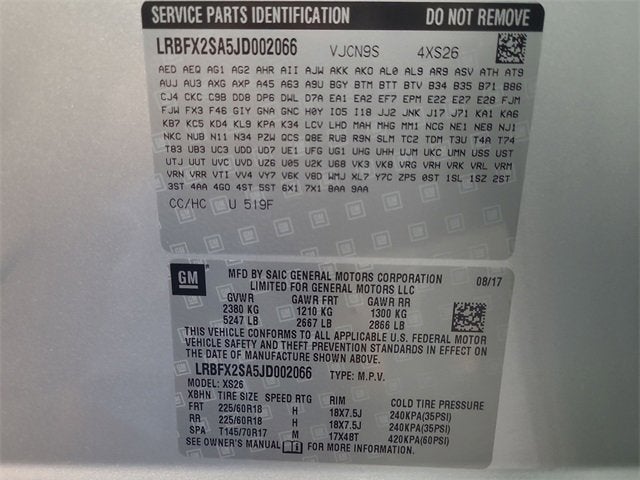 SERVICE PARTS IDENTIFICATION DO NOT REMOVE
LRBFX2SA5JD002066 VJCN9S 4XS26
AED AEQ AG1 AG2 AHR AII AJW AKK AKO AL0 AL9 AR9 ASV ATH AT9
AUJ AU3 AXG AXP A45 A63 A9U BGY BTM BTT BTV B34 B35 B71 B86
CJ4 CKC C9B DD8 DP6 DWL D7A EA1 EA2 EF7 EPM E22 E27 E28 FJM
FJW FX3 F46 GIY GNA GNC H0Y IO5 I18 JJ2 JNK J17 J71 KA1 KA6
KB7 KC5 KD4 KL9 KPA K34 LCV LHD MAH MHG MM1 NCG NE1 NE8 NJ1
NKC NUB N11 N34 PZW QCS Q8E RUB R9N SLM TC2 TDM T3U T4A T74
T83 UB3 UC3 UDD UD7 UE1 UFG UG1 UHG UHH UJM UKC UMN USS UST
UTJ UUT UVC UVD UZ6 U05 U2K U68 VK3 VK8 VRG VRH VRK VRL VRM
VRN VRR VTI VV4 VY7 V6K V8D WMJ XL7 Y7C ZP5 0ST 1SL 1SZ 2ST
3ST 4AA 4GO 4ST 5ST 6X1 7X1 8AA 9AA
CC/HC U 519F
GM
MFD BY SAIC GENERAL MOTORS CORPORATION 08/17
LIMITED FOR GENERAL MOTORS LLC
GVWR GAWR FRT GAWR RR
2380 KG 1210 KG 1300 KG
5247 LB 2667 LB 2866 LB
THIS VEHICLE CONFORMS TO ALL APPLICABLE U.S. FEDERAL MOTOR
VEHICLE SAFETY AND THEFT PREVENTION STANDARDS IN EFFECT ON
THE DATE OF MANUFACTURE SHOWN ABOVE.
LRBFX2SA5JD002066 TYPE: M.P.V.
MODEL: XS26
XBHN TIRE SIZE SPEED RTG RIM COLD TIRE PRESSURE
FRT 225/60R18 H 18X7.5J 240KPA(35PSI)
RR 225/60R18 H 18X7.5J 240KPA(35PSI)
SPA T145/70R17 M 17X4BT 420KPA(60PSI)
SEE OWNER'S MANUAL FOR MORE INFORMATION.